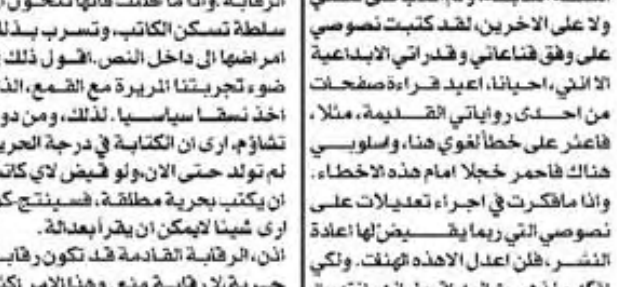 ولا على الاخرين، لقد كتبت نصوصي
على وفق قناعاتي وقدراتي الابداعية
الا انني، احيانا، اعيد قراءة صفحات
من احدى رواياتي القديمة، مثلا،
فاعثر على خطأ لغوي هنا، واسلوبي
هناك فاحمر خجلا امام هذه الاخطاء.
واذا مافكرت في اجراء تعديلات على
نصوصي التي ربما يقيض لها اعادة
النشر، فلن اعدل الا هذه الهنات. ولكي
سلطة تسكن الكاتب، وتسرب بذلك
امراضها الى داخل النص. اقول ذلك
ضوء تجربتنا المريرة مع القمع، الذ
اخذ نسقا سياسيا. لذلك، ومن دو
تشاؤم، ارى ان الكتابة في درجة الحري
لم تولد حتى الان، ولو قيض لاي كات
ان يكتب بحرية مطلقة، فسينتج-ك
ارى شيئا لايمكن ان يقرأ بعدالة.
اذن، الرقابة القادمة قد تكون رقاب